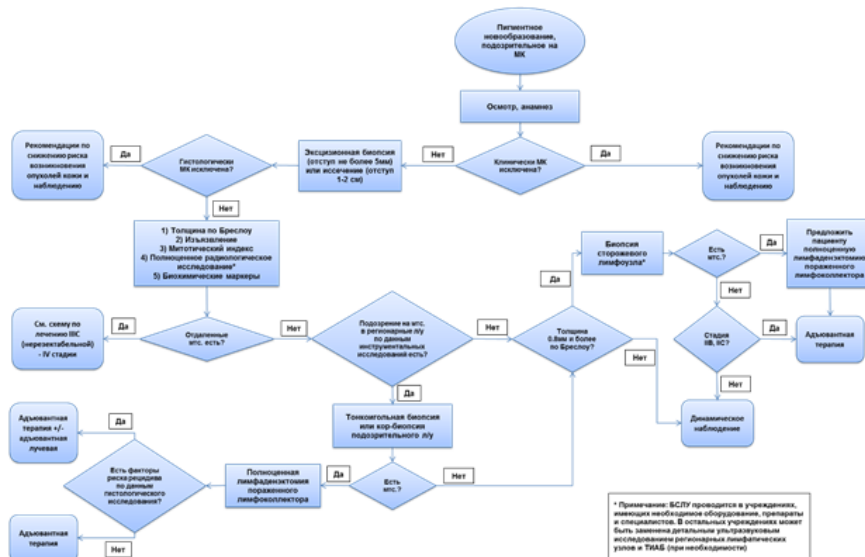 Пигментное
новообразование,
подозрительное на
МК
Осмотр, анамнез
Клинически МК
исключена?
Да
Рекомендации по
снижению риска
возникновения
опухолей кожи и
наблюдению
Нет
Эксцизионная биопсия
(отступ не более 5мм)
или иссечение (отступ
1-2 см)
Гистологически
МК исключена?
Да
Рекомендации по
снижению риска
возникновения
опухолей кожи и
наблюдению
Нет
1) Толщина по Бреслоу
2) Изъязвление
3) Митотический индекс
4) Полноценное радиологическое
исследование*
5) Биохимические маркеры
Отдаленные
мтс. есть?
Да
См. схему по
лечению IIIC
(нерезектабельной)
- IV стадии
Нет
Подозрение на мтс.
в регионарные л/у
по данным
инструментальных
исследований есть?
Нет
Толщина
0.8мм и более
по Бреслоу?
Да
Биопсия
сторожевого
лимфоузла*
Есть
мтс.?
Да
Предложить
пациенту
полноценную
лимфаденэктомию
пораженного
лимфоколлектора
Нет
Стадия
IIB, IIC?
Да
Адъювантная
терапия
Нет
Нет
Динамическое
наблюдение
Да
Тонкоигольная биопсия
или кор-биопсия
подозрительного л/у
Есть
мтс.?
Нет
Да
Полноценная
лимфаденэктомия
пораженного
лимфоколлектора
Есть факторы
риска рецидива
по данным
гистологического
исследования?
Да
Адъювантная
терапия +/-
адъювантная
лучевая
Нет
Адъювантная
терапия
* Примечание: БСЛУ проводится в учреждениях,
имеющих необходимое оборудование, препараты
и специалистов. В остальных учреждениях может
быть заменена детальным ультразвуковым
исследованием регионарных лимфатических
узлов и ТИАБ (при необходимости)